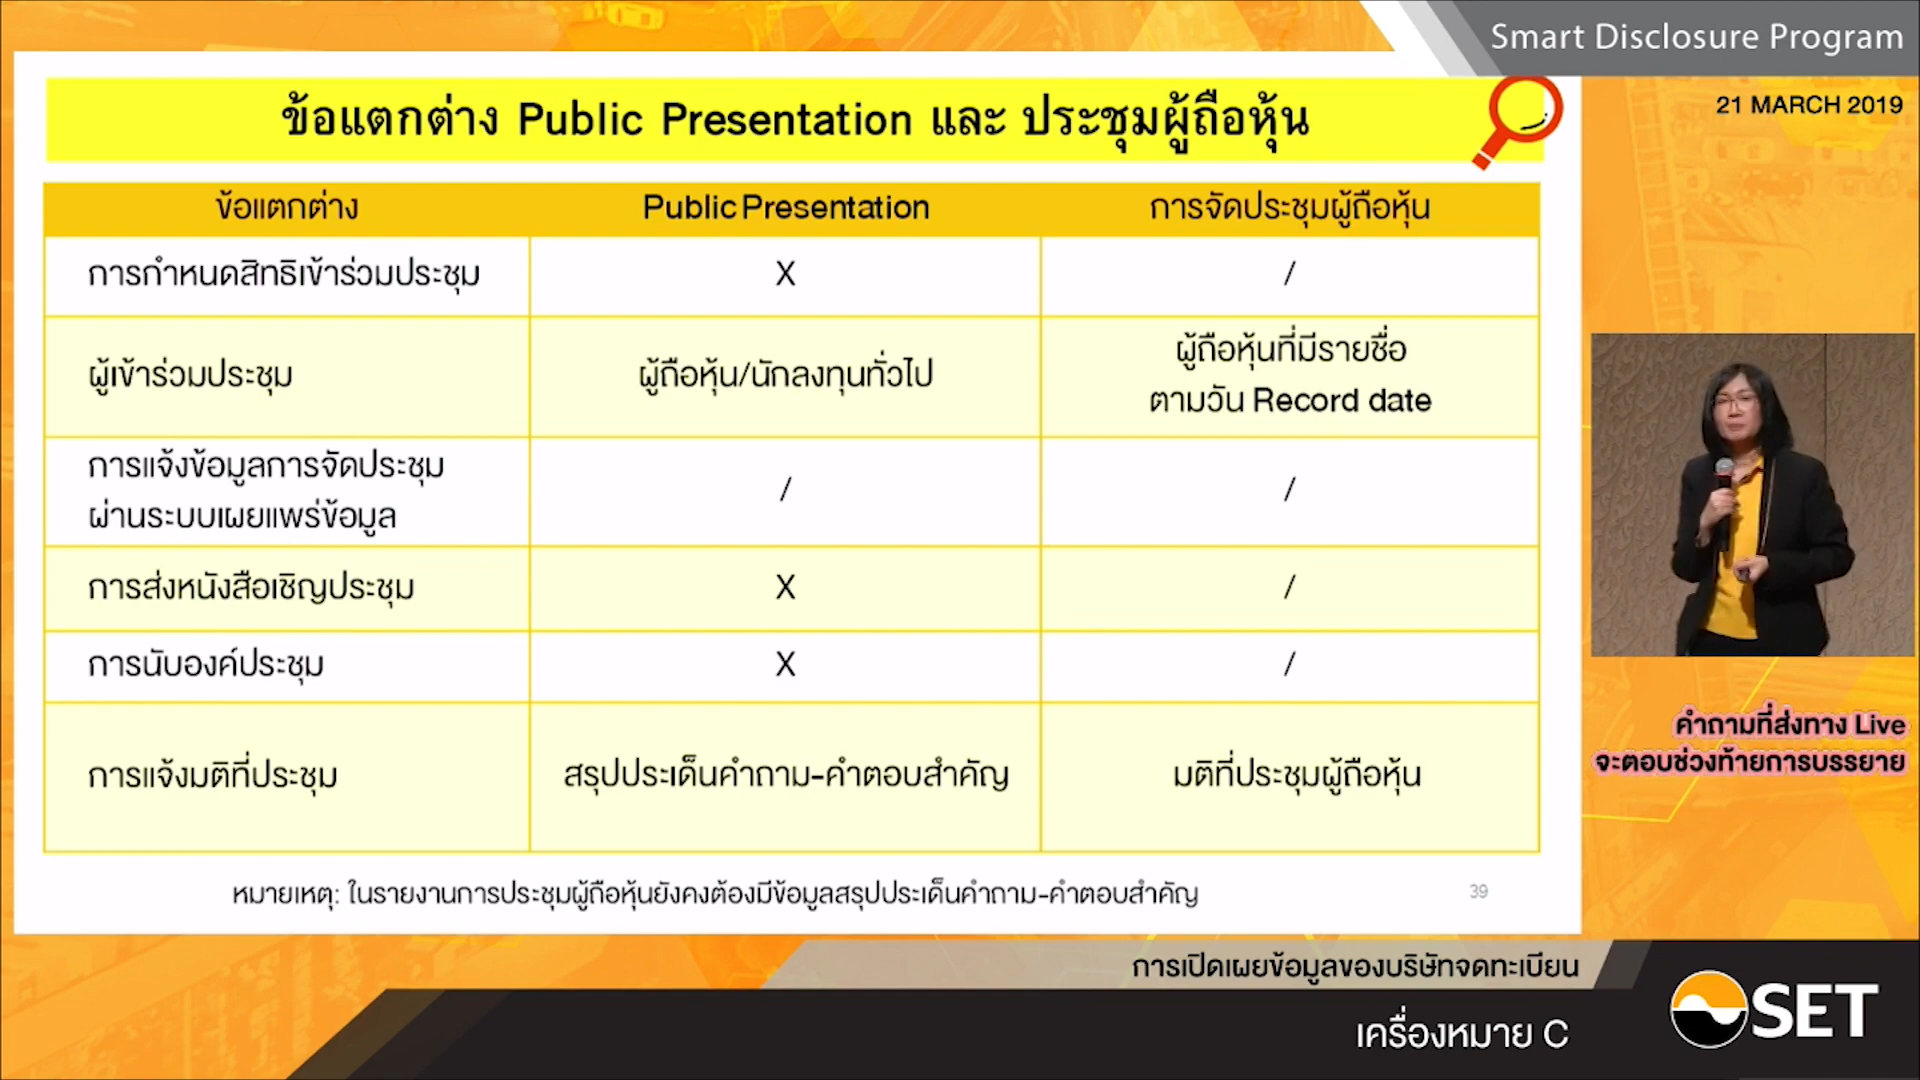 Smart Disclosure Program
21 MARCH 2019
ข้อแตกต่าง Public Presentation และ ประชุมผู้ถือหุ้น
ข้อแตกต่าง Public Presentation การจัดประชุมผู้ถือหุ้น
การกำหนดสิทธิเข้าร่วมประชุม X /
ผู้เข้าร่วมประชุม ผู้ถือหุ้น/นักลงทุนทั่วไป ผู้ถือหุ้นที่มีรายชื่อ
ตามวัน Record date
การแจ้งข้อมูลการจัดประชุม
ผ่านระบบเผยแพร่ข้อมูล / /
การส่งหนังสือเชิญประชุม X /
การนับองค์ประชุม X /
การแจ้งมติที่ประชุม สรุปประเด็นคำถาม-คำตอบสำคัญ มติที่ประชุมผู้ถือหุ้น
หมายเหตุ: ในรายงานการประชุมผู้ถือหุ้นยังคงต้องมีข้อมูลสรุปประเด็นคำถาม-คำตอบสำคัญ
39
คำถามที่ส่งทาง Live
จะตอบช่วงท้ายการบรรยาย
การเปิดเผยข้อมูลของบริษัทจดทะเบียน
เครื่องหมาย C
SET